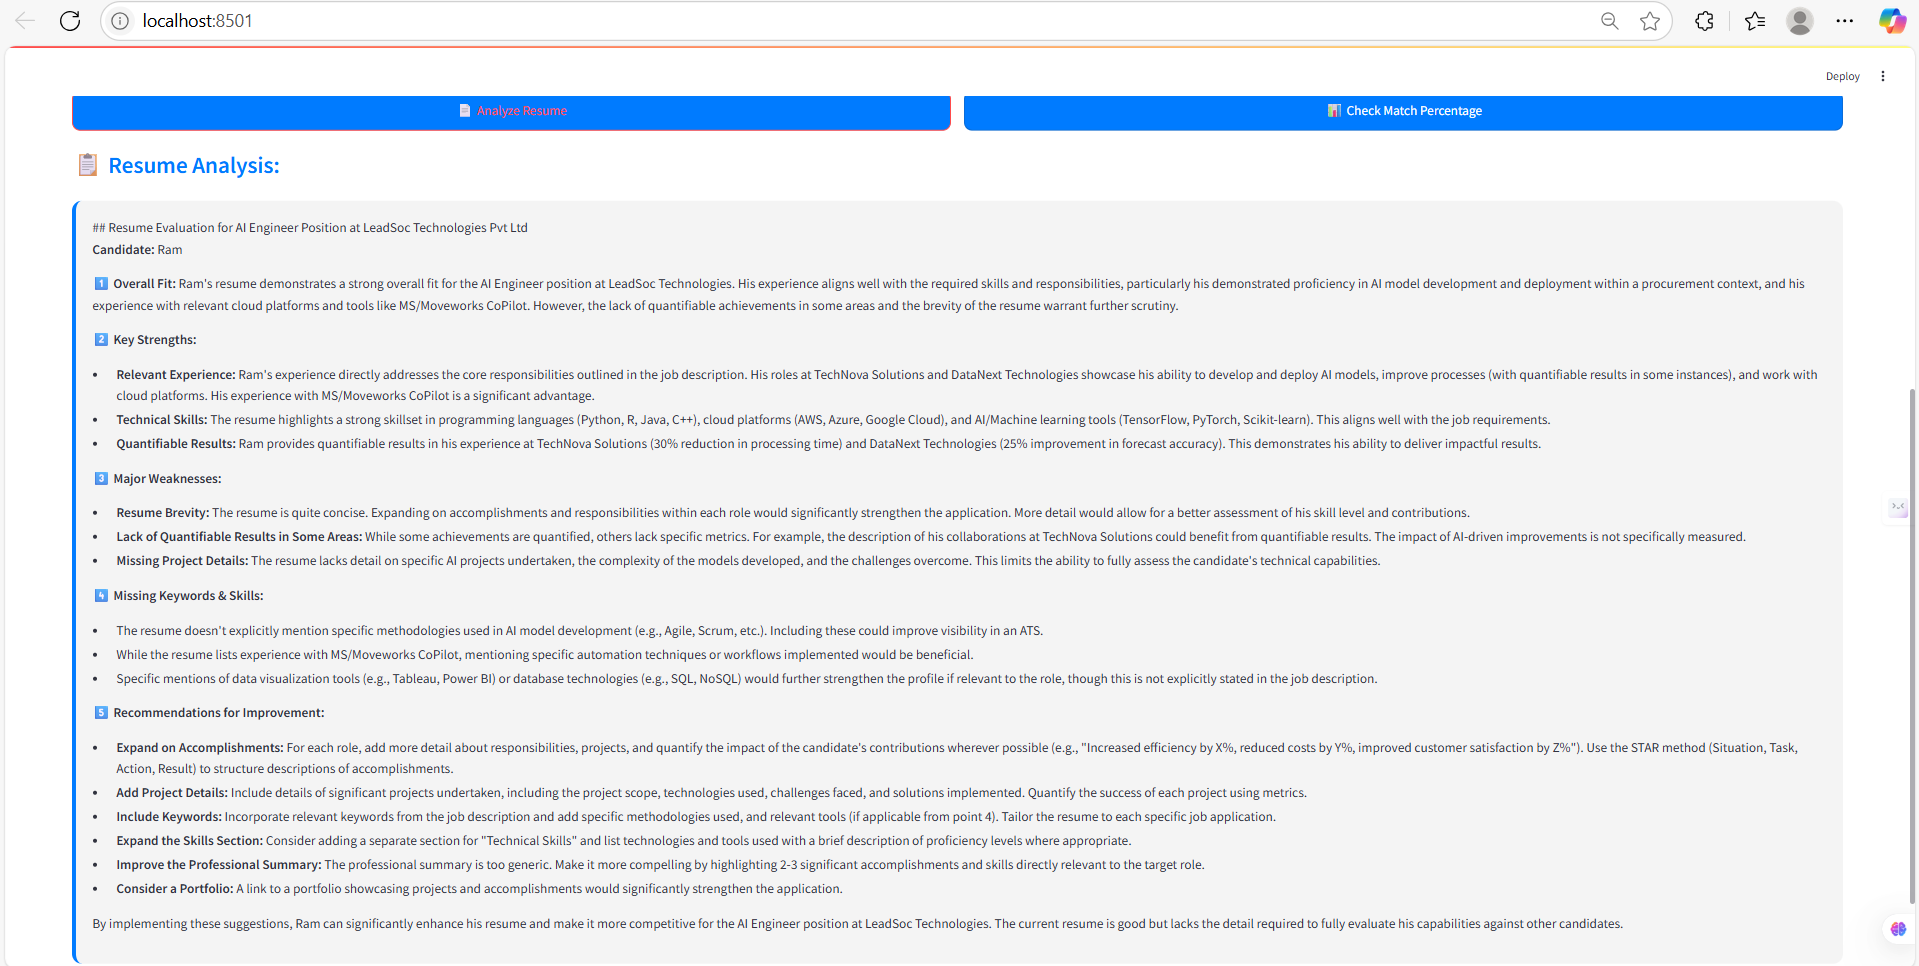 localhost:8501
Deploy
Analyze Resume
Check Match Percentage
Resume Analysis:
## Resume Evaluation for AI Engineer Position at LeadSoc Technologies Pvt Ltd
Candidate: Ram
1 Overall Fit: Ram's resume demonstrates a strong overall fit for the AI Engineer position at LeadSoc Technologies. His experience aligns well with the required skills and responsibilities, particularly his demonstrated proficiency in AI model development and deployment within a procurement context, and his
experience with relevant cloud platforms and tools like MS/Moveworks CoPilot. However, the lack of quantifiable achievements in some areas and the brevity of the resume warrant further scrutiny.
2 Key Strengths:
• Relevant Experience: Ram's experience directly addresses the core responsibilities outlined in the job description. His roles at TechNova Solutions and DataNext Technologies showcase his ability to develop and deploy AI models, improve processes (with quantifiable results in some instances), and work with
cloud platforms. His experience with MS/Moveworks CoPilot is a significant advantage.
• Technical Skills: The resume highlights a strong skillset in programming languages (Python, R, Java, C++), cloud platforms (AWS, Azure, Google Cloud), and AI/Machine learning tools (TensorFlow, PyTorch, Scikit-learn). This aligns well with the job requirements.
• Quantifiable Results: Ram provides quantifiable results in his experience at TechNova Solutions (30% reduction in processing time) and DataNext Technologies (25% improvement in forecast accuracy). This demonstrates his ability to deliver impactful results.
3 Major Weaknesses:
• Resume Brevity: The resume is quite concise. Expanding on accomplishments and responsibilities within each role would significantly strengthen the application. More detail would allow for a better assessment of his skill level and contributions.
• Lack of Quantifiable Results in Some Areas: While some achievements are quantified, others lack specific metrics. For example, the description of his collaborations at TechNova Solutions could benefit from quantifiable results. The impact of AI-driven improvements is not specifically measured.
• Missing Project Details: The resume lacks detail on specific AI projects undertaken, the complexity of the models developed, and the challenges overcome. This limits the ability to fully assess the candidate's technical capabilities.
4 Missing Keywords & Skills:
• The resume doesn't explicitly mention specific methodologies used in AI model development (e.g., Agile, Scrum, etc.). Including these could improve visibility in an ATS.
• While the resume lists experience with MS/Moveworks CoPilot, mentioning specific automation techniques or workflows implemented would be beneficial.
• Specific mentions of data visualization tools (e.g., Tableau, Power BI) or database technologies (e.g., SQL, NoSQL) would further strengthen the profile if relevant to the role, though this is not explicitly stated in the job description.
5 Recommendations for Improvement:
• Expand on Accomplishments: For each role, add more detail about responsibilities, projects, and quantify the impact of the candidate's contributions wherever possible (e.g., "Increased efficiency by X%, reduced costs by Y%, improved customer satisfaction by Z%"). Use the STAR method (Situation, Task,
Action, Result) to structure descriptions of accomplishments.
• Add Project Details: Include details of significant projects undertaken, including the project scope, technologies used, challenges faced, and solutions implemented. Quantify the success of each project using metrics.
• Include Keywords: Incorporate relevant keywords from the job description and add specific methodologies used, and relevant tools (if applicable from point 4). Tailor the resume to each specific job application.
• Expand the Skills Section: Consider adding a separate section for "Technical Skills" and list technologies and tools used with a brief description of proficiency levels where appropriate.
• Improve the Professional Summary: The professional summary is too generic. Make it more compelling by highlighting 2-3 significant accomplishments and skills directly relevant to the target role.
• Consider a Portfolio: A link to a portfolio showcasing projects and accomplishments would significantly strengthen the application.
By implementing these suggestions, Ram can significantly enhance his resume and make it more competitive for the AI Engineer position at LeadSoc Technologies. The current resume is good but lacks the detail required to fully evaluate his capabilities against other candidates.